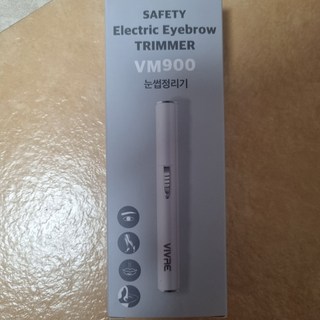 SAFETY
Electric Eyebrow
TRIMMER
VM900
눈썹정리기
VIVRE